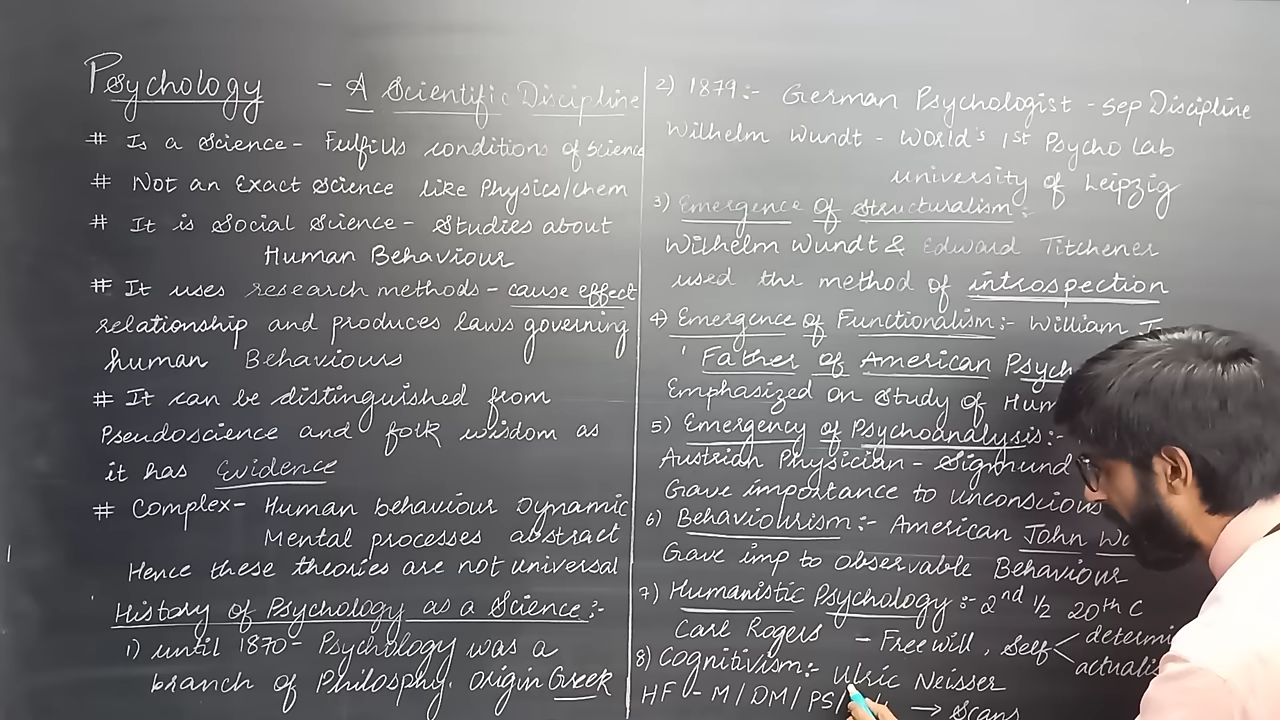 Psychology - A Scientific Discipline
# Is a Science - Fulfills conditions of Science
# Not an Exact Science like Physics/chem
# It is Social Science - Studies about
Human Behaviour
# It uses research methods - cause effect
relationship and produces laws governing
human Behaviours
# It can be distinguished from
Pseudoscience and folk wisdom as
it has Evidence
# Complex - Human behaviour Dynamic
Mental processes abstract
Hence these theories are not universal
History of Psychology as a Science :-
1) until 1870 - Psychology was a
branch of Philosphy. origin Greek
2) 1879 :- German Psychologist - Sep Discipline
Wilhelm Wundt - World's 1st Psycho Lab
university of Leipzig
3) Emergence of Structuralism :-
Wilhelm Wundt & Edward Titchener
used the method of introspection
4) Emergence of Functionalism :- William
' Father of American Psych
Emphasized on Study of Hum
5) Emergency of Psychoanalysis :-
Austrian Physician - Sigmund
Gave importance to unconscious
6) Behaviourism :- American John
Gave imp to observable Behaviour
7) Humanistic Psychology :- 2nd 1/2 20th C
Carl Rogers - Free will, Self < determi
actualis
8) Cognitivism :- Ulric Neisser
HF - M/DM/PS/ → Scans